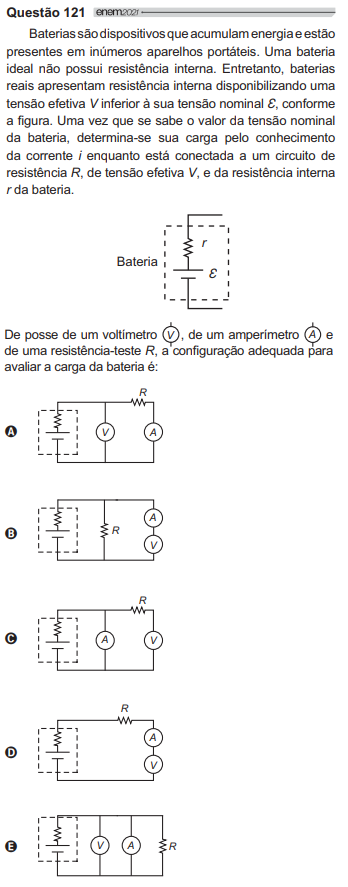 Questão 121 enem2021
Baterias são dispositivos que acumulam energia e estão
presentes em inúmeros aparelhos portáteis. Uma bateria
ideal não possui resistência interna. Entretanto, baterias
reais apresentam resistência interna disponibilizando uma
tensão efetiva V inferior à sua tensão nominal ℰ, conforme
a figura. Uma vez que se sabe o valor da tensão nominal
da bateria, determina-se sua carga pelo conhecimento
da corrente i enquanto está conectada a um circuito de
resistência R, de tensão efetiva V, e da resistência interna
r da bateria.
r
Bateria
ℰ
De posse de um voltímetro V, de um amperímetro A e
de uma resistência-teste R, a configuração adequada para
avaliar a carga da bateria é:
R
A V A
A
B R
V
R
C A V
R
A
D
V
E V A R